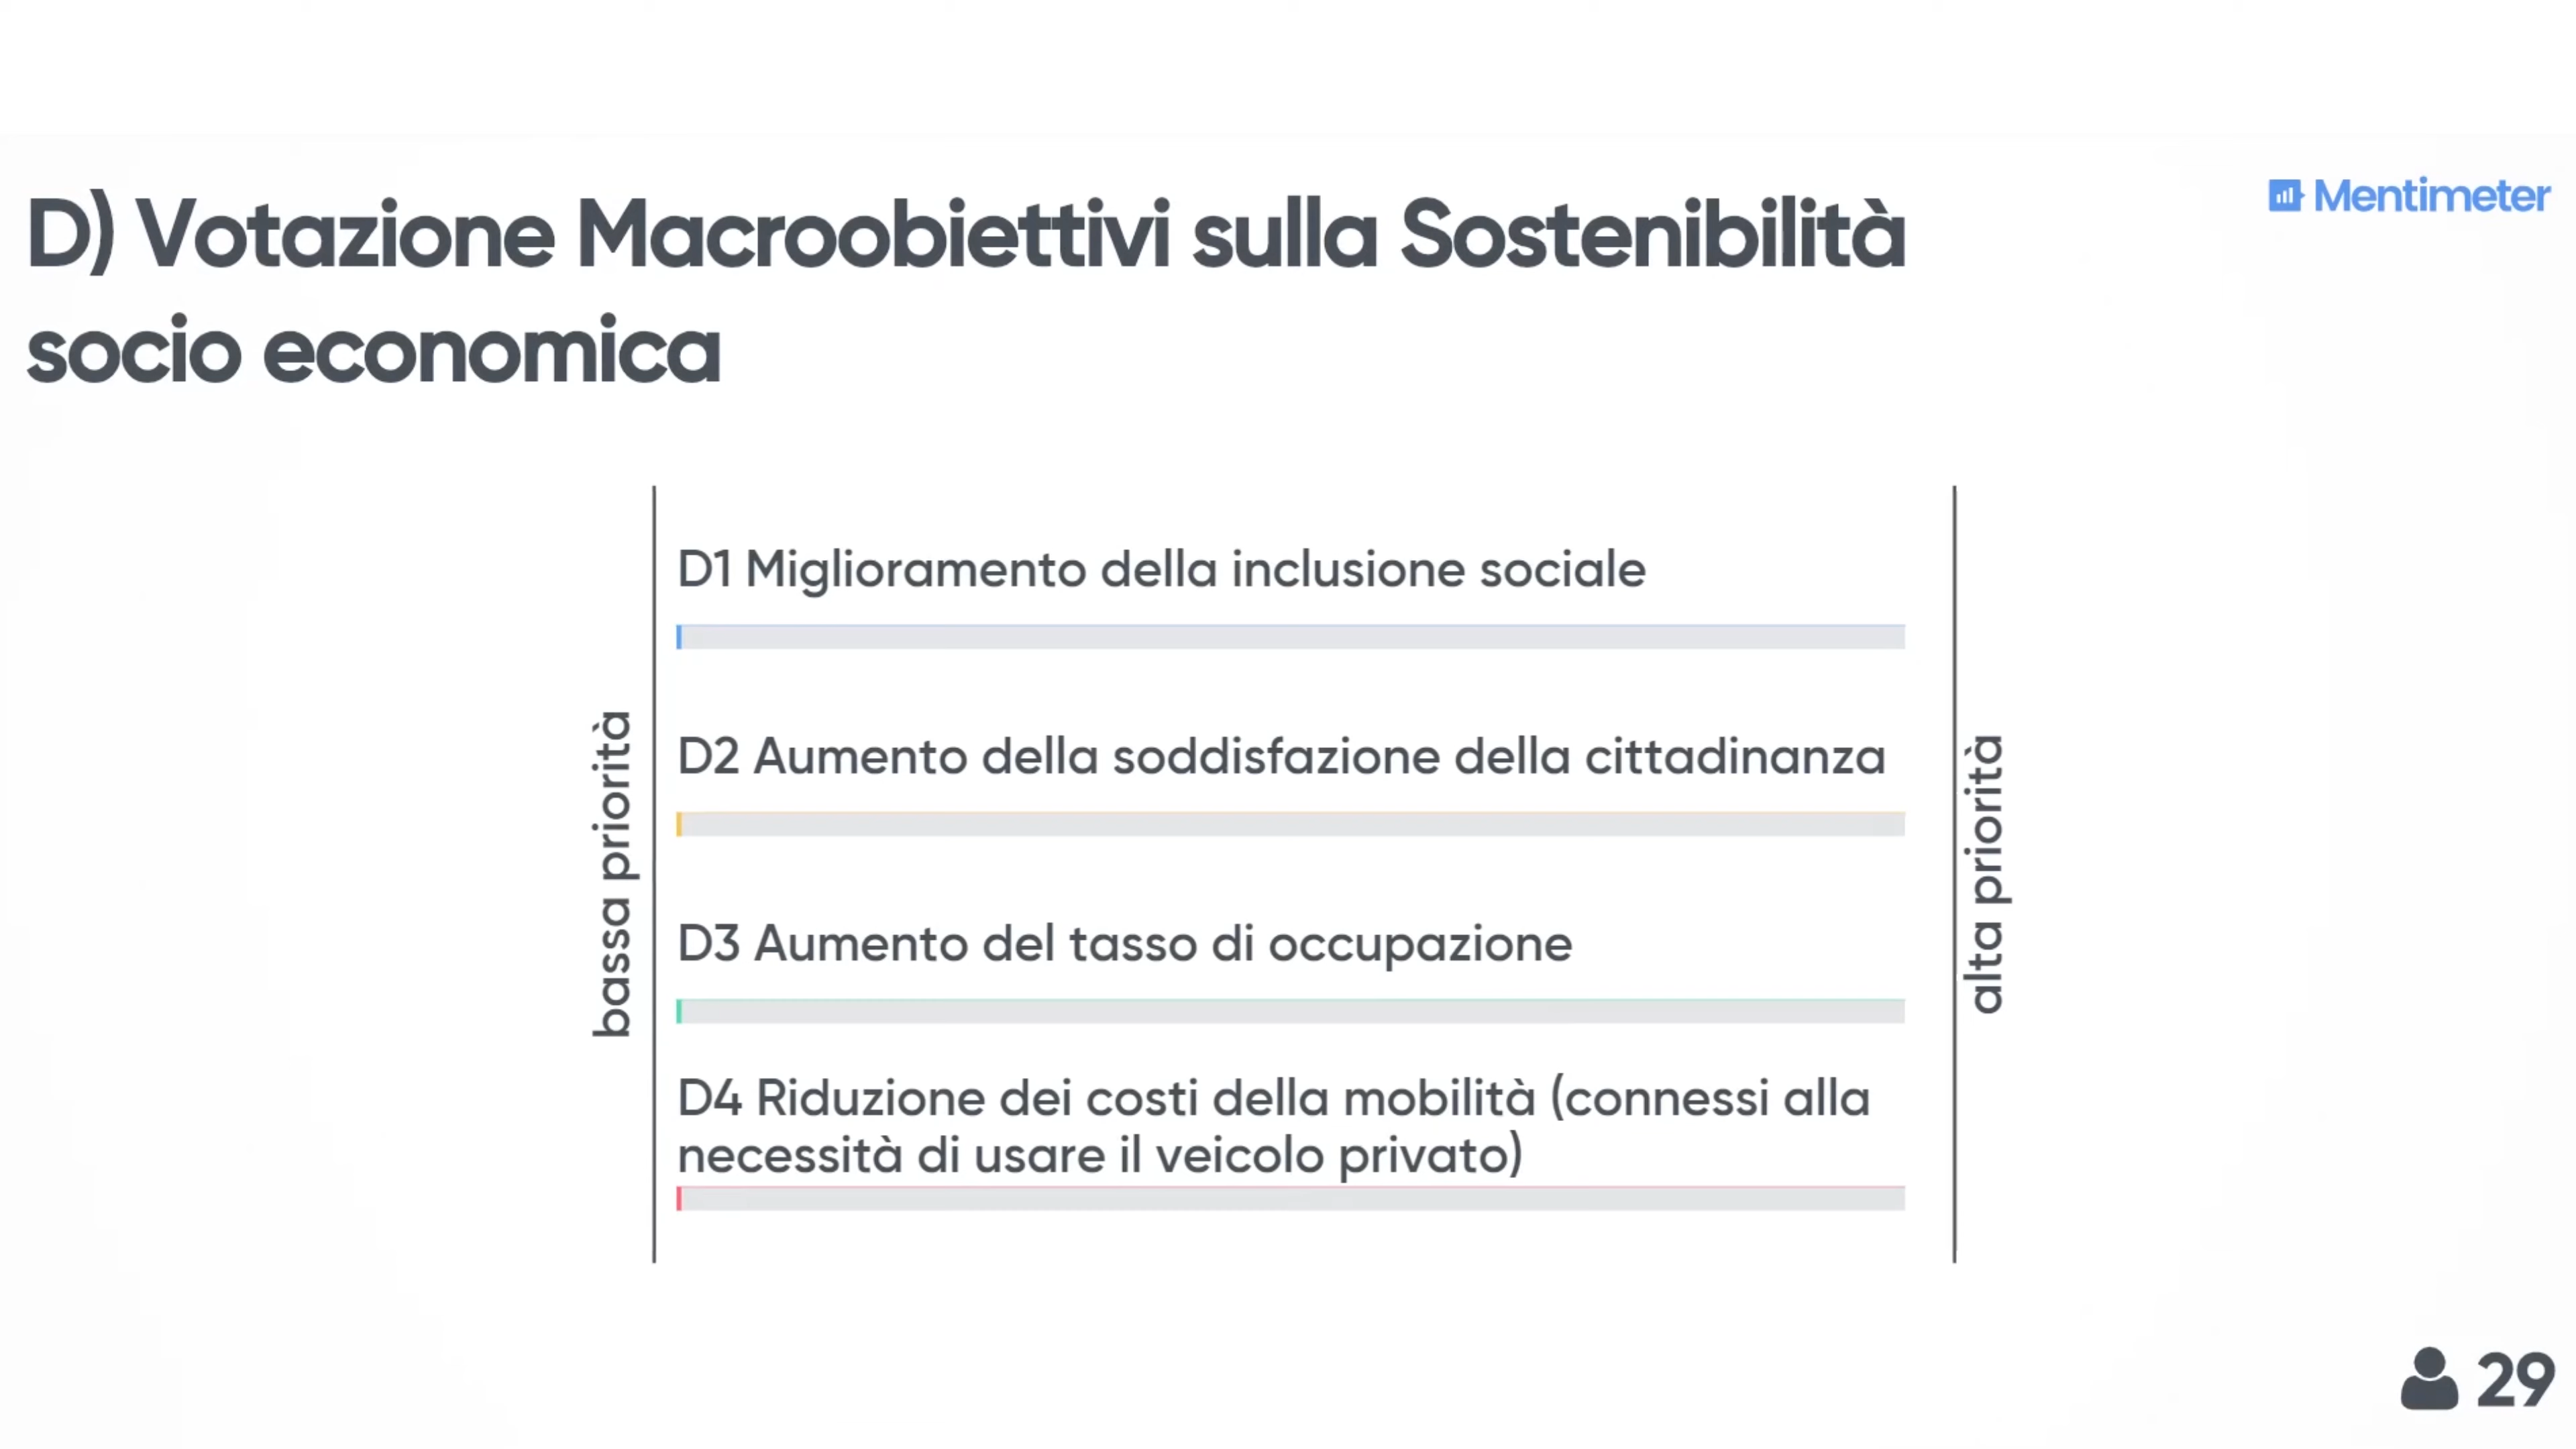 D) Votazione Macroobiettivi sulla Sostenibilità
socio economica
Mentimeter
bassa priorità
D1 Miglioramento della inclusione sociale
D2 Aumento della soddisfazione della cittadinanza
D3 Aumento del tasso di occupazione
D4 Riduzione dei costi della mobilità (connessi alla
necessità di usare il veicolo privato)
alta priorità
29